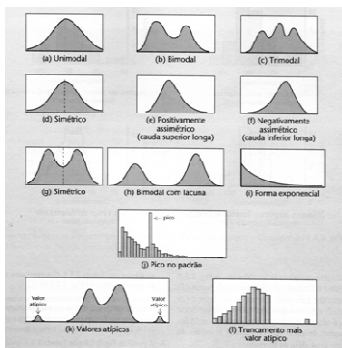 (a) Unimodal
(b) Bimodal
(c) Trimodal
(d) Simétrico
(e) Positivamente
assimétrico
(cauda superior longa)
(f) Negativamente
assimétrico
(cauda inferior longa)
(g) Simétrico
(h) Bimodal com lacuna
(i) Forma exponencial
pico
(j) Pico no padrão
Valor
atípico
Valor
atípico
(k) Valores atípicos
(l) Truncamento mais
valor atípico